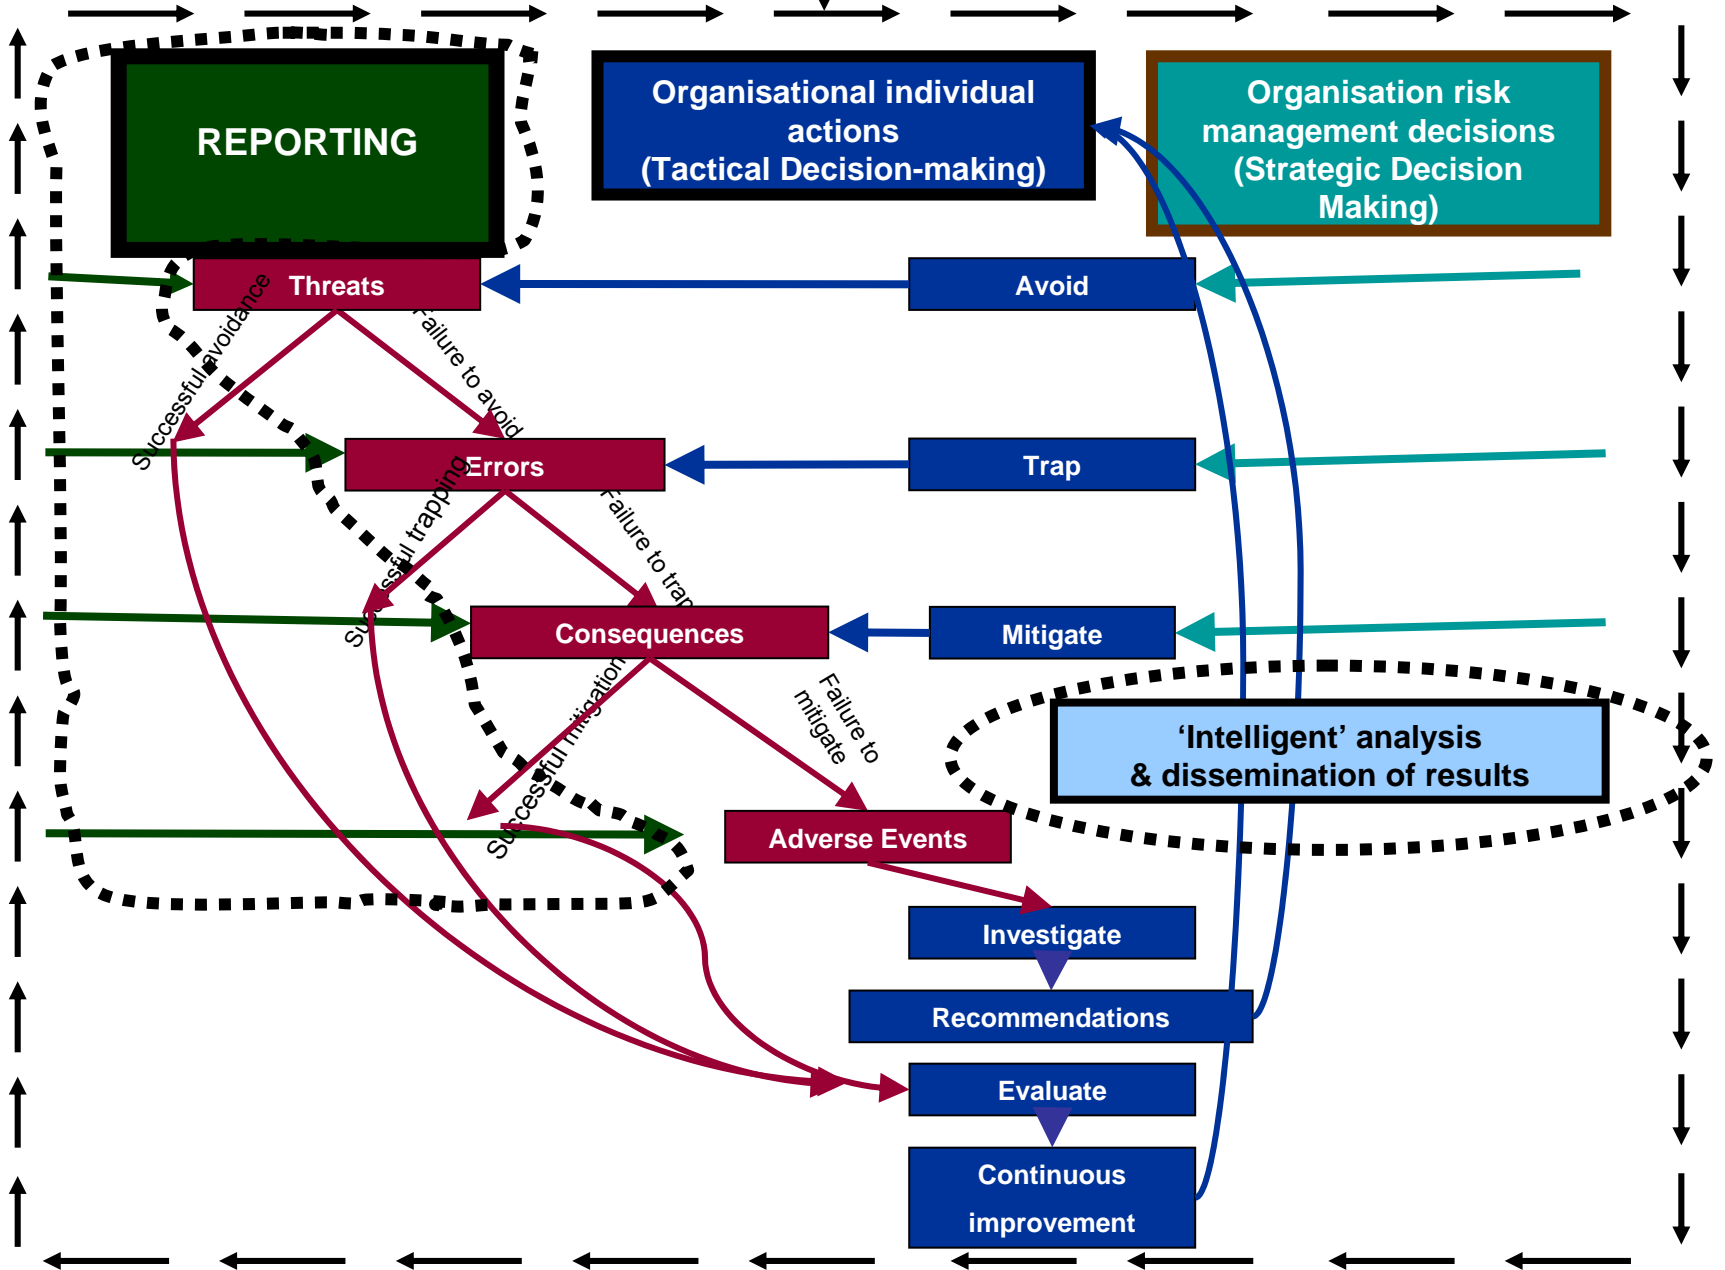 REPORTING
Organisational individual
actions
(Tactical Decision-making)
Organisation risk
management decisions
(Strategic Decision
Making)
Threats
Avoid
Successful avoidance
Failure to avoid
Errors
Trap
Successful trapping
Failure to trap
Consequences
Mitigate
Successful mitigation
Failure to
mitigate
‘Intelligent’ analysis
& dissemination of results
Adverse Events
Investigate
Recommendations
Evaluate
Continuous
improvement